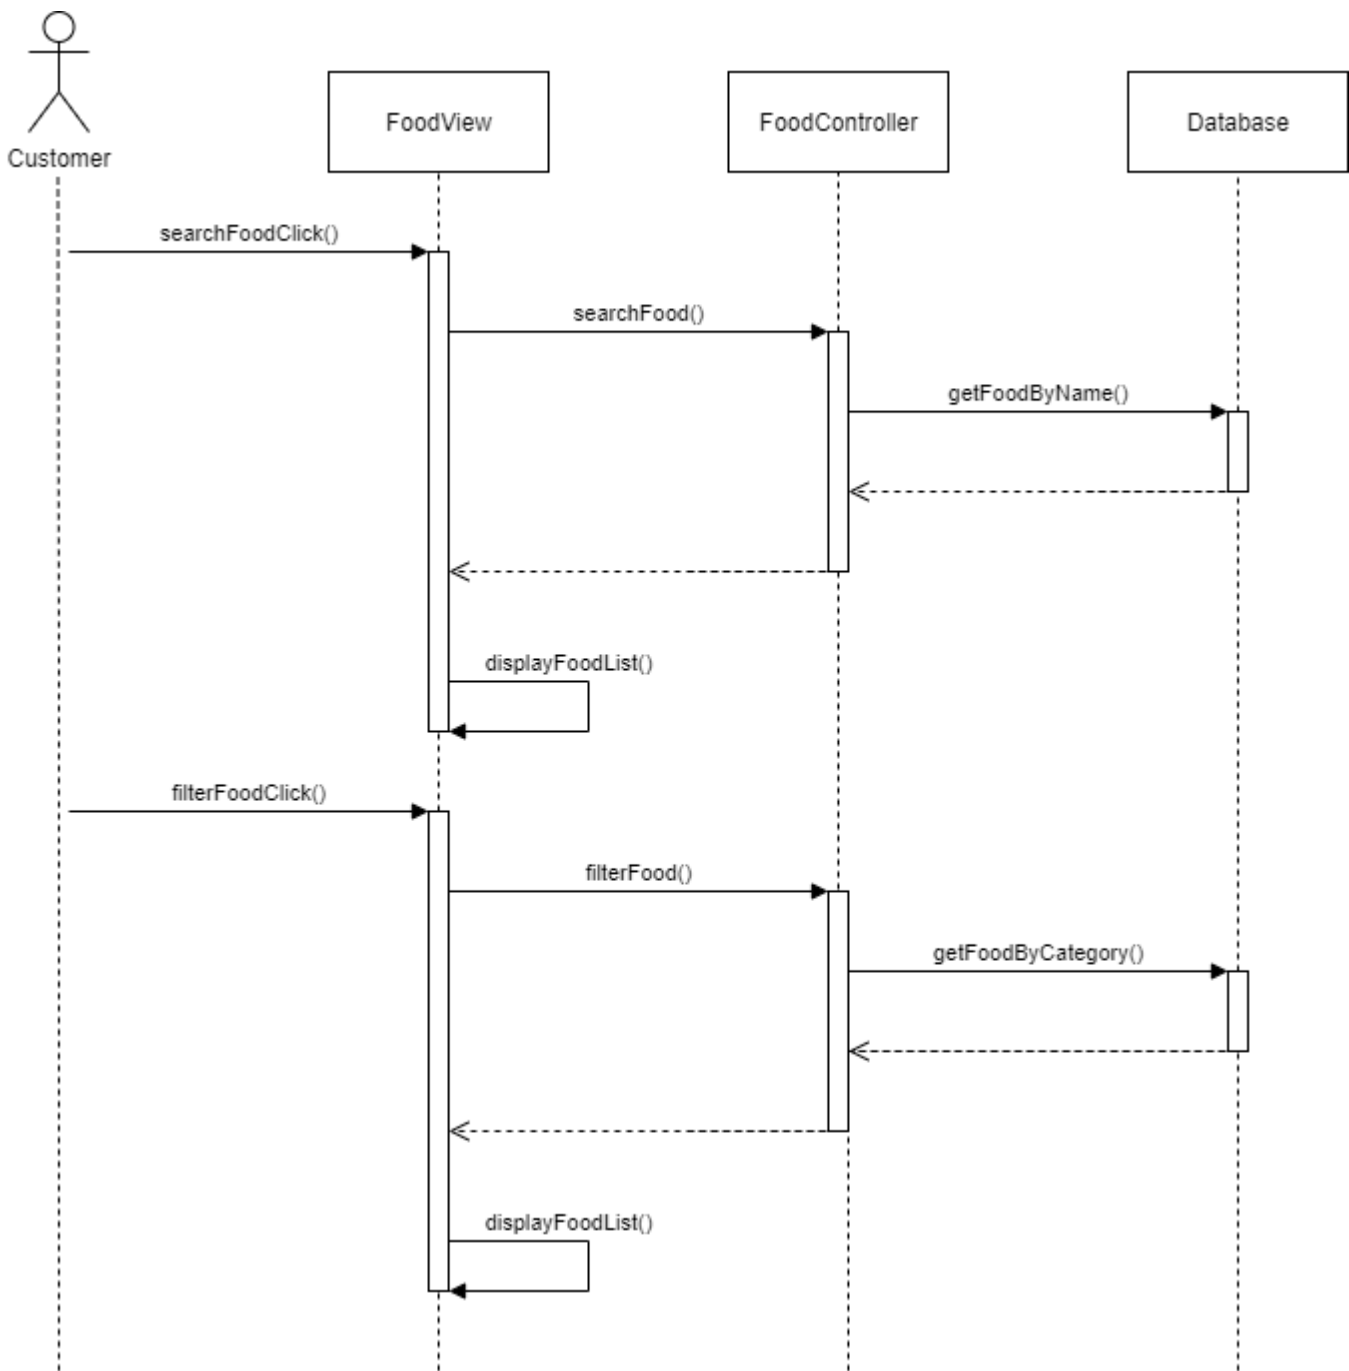 Customer
FoodView
FoodController
Database
searchFoodClick()
searchFood()
getFoodByName()
displayFoodList()
filterFoodClick()
filterFood()
getFoodByCategory()
displayFoodList()